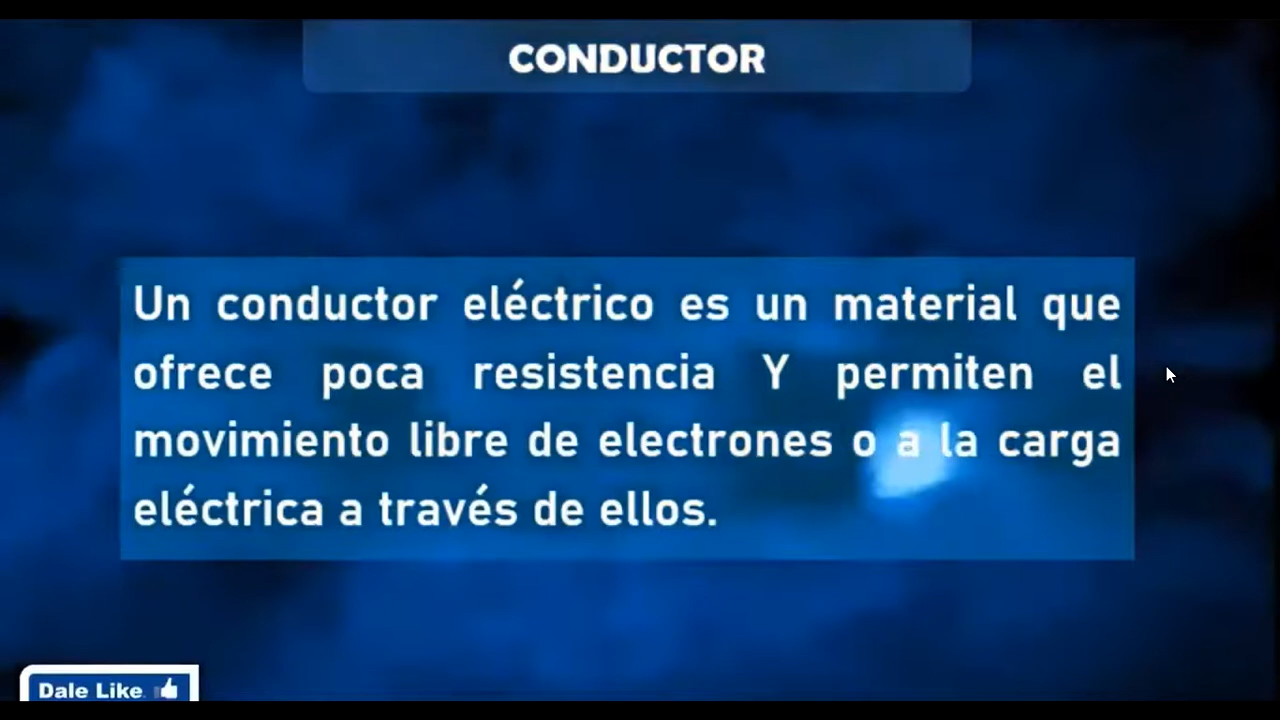 CONDUCTOR
Un conductor eléctrico es un material que
ofrece poca resistencia Y permiten el
movimiento libre de electrones o a la carga
eléctrica a través de ellos.
Dale Like